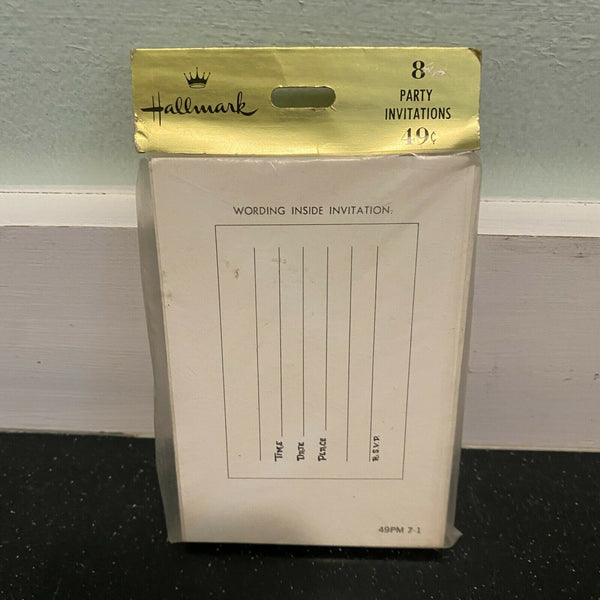 Hallmark
8
PARTY
INVITATIONS
49¢
WORDING INSIDE INVITATION:
TIME
DATE
PLACE
R.S.V.P.
49PM 7-1